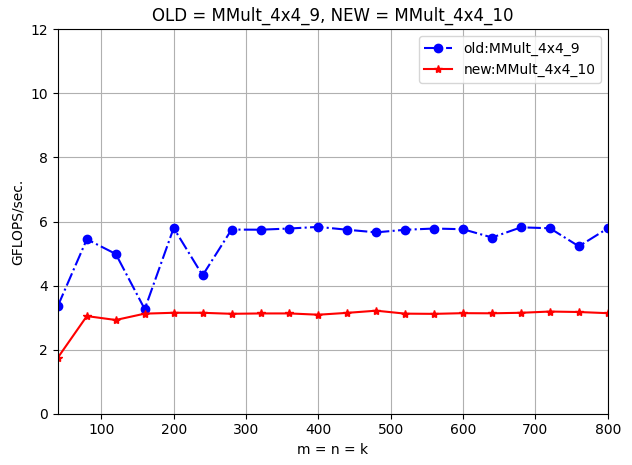 OLD = MMult_4x4_9, NEW = MMult_4x4_10
12
10
8
6
4
2
0
GFLOPS/sec.
old:MMult_4x4_9
new:MMult_4x4_10
100 200 300 400 500 600 700 800
m = n = k